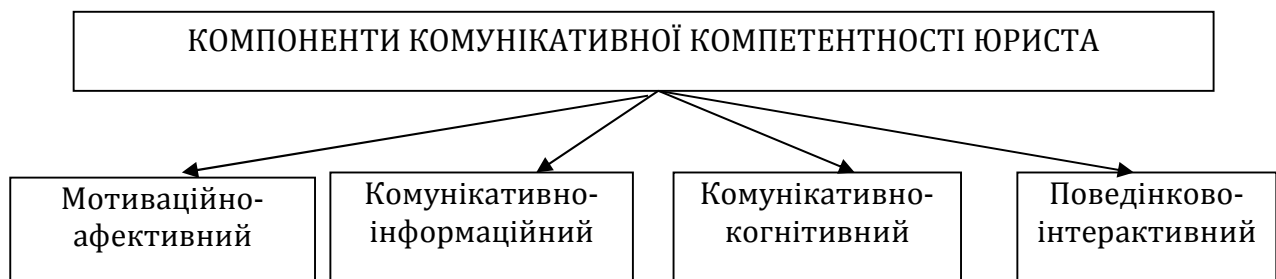 КОМПОНЕНТИ КОМУНІКАТИВНОЇ КОМПЕТЕНТНОСТІ ЮРИСТА
Мотиваційно-
афективний
Комунікативно-
інформаційний
Комунікативно-
когнітивний
Поведінково-
інтерактивний